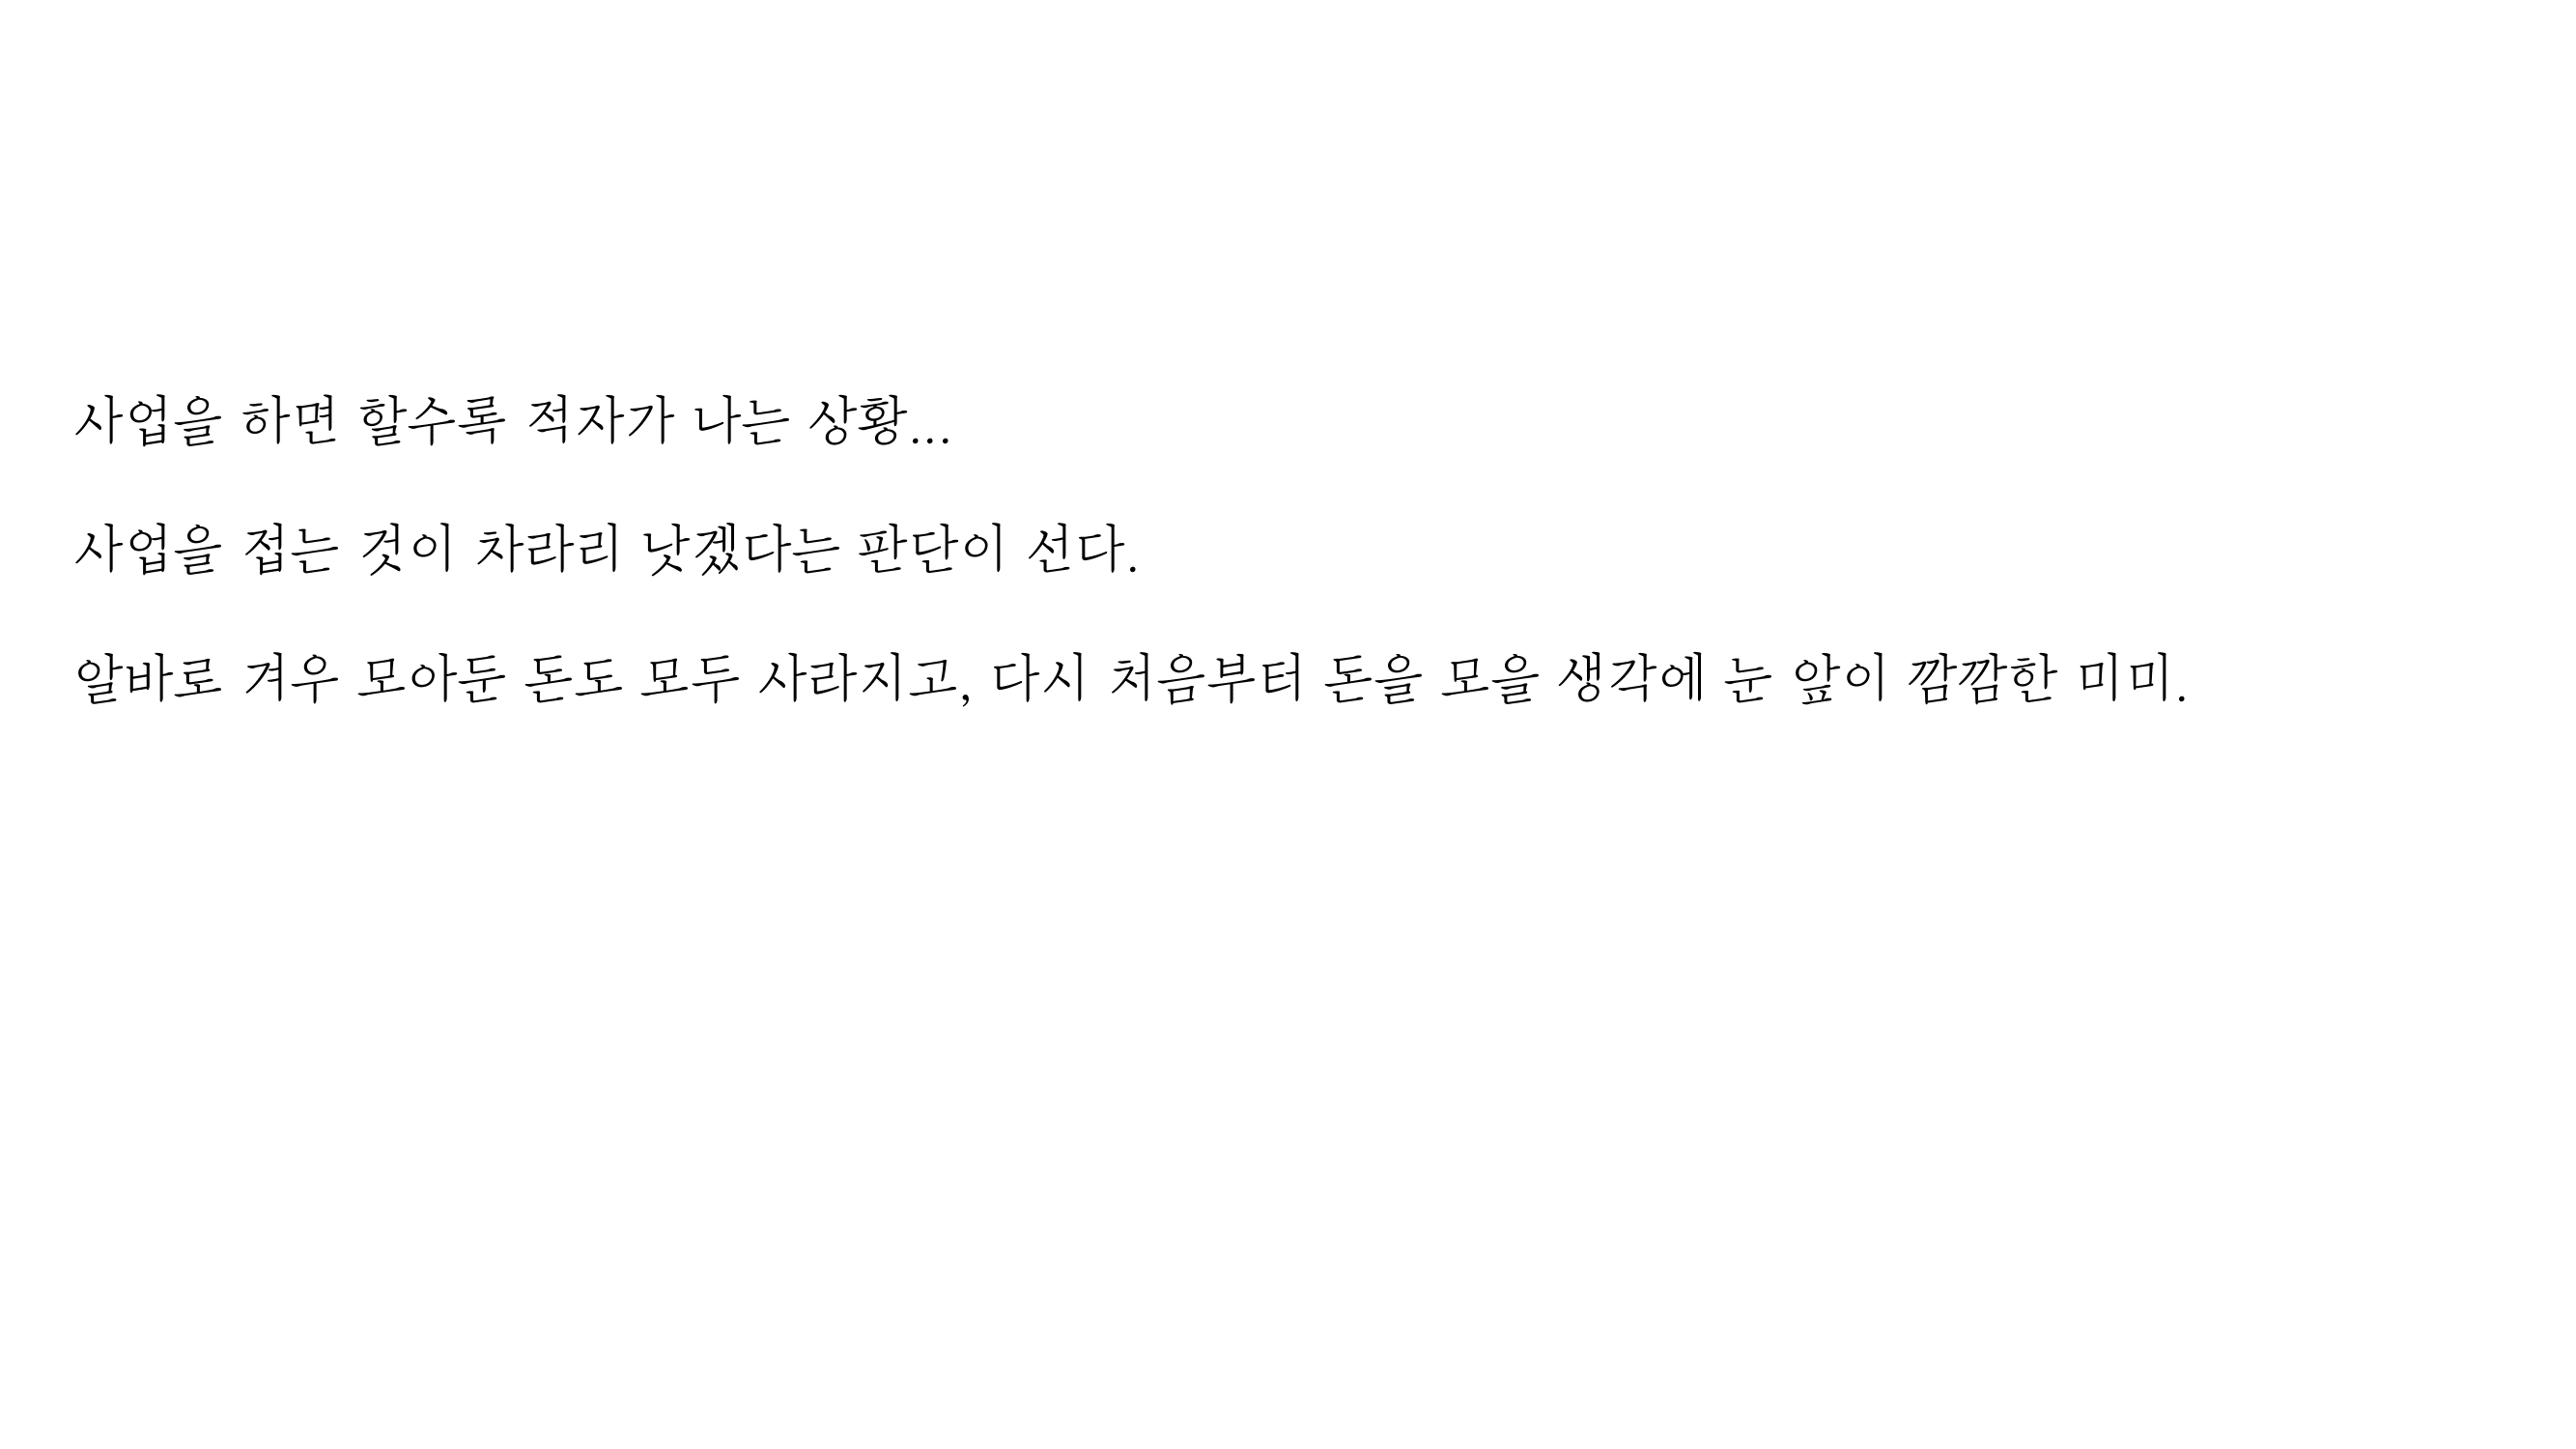 사업을 하면 할수록 적자가 나는 상황...
사업을 접는 것이 차라리 낫겠다는 판단이 선다.
알바로 겨우 모아둔 돈도 모두 사라지고, 다시 처음부터 돈을 모을 생각에 눈 앞이 깜깜한 미미.